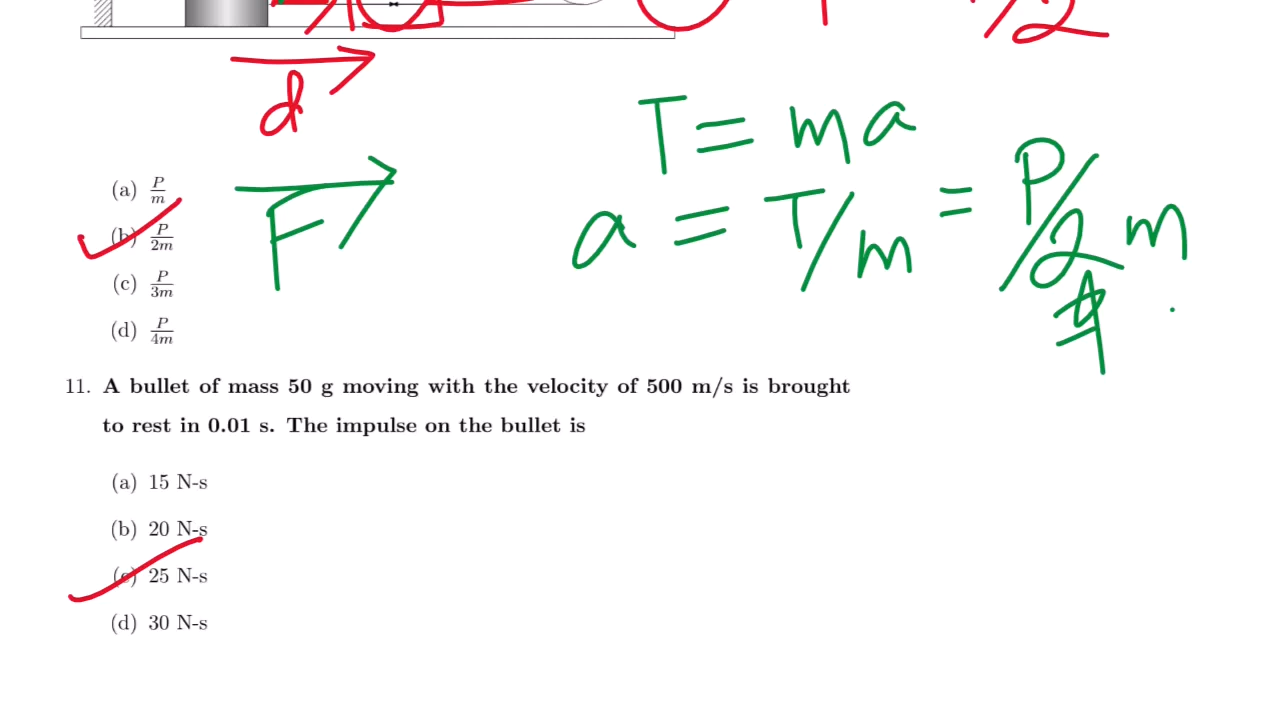 /2
d
T = ma
(a) P/m
F
a = T/m = P/2m
(b) P/2m
(c) P/3m
(d) P/4m
11. A bullet of mass 50 g moving with the velocity of 500 m/s is brought
to rest in 0.01 s. The impulse on the bullet is
(a) 15 N-s
(b) 20 N-s
(c) 25 N-s
(d) 30 N-s